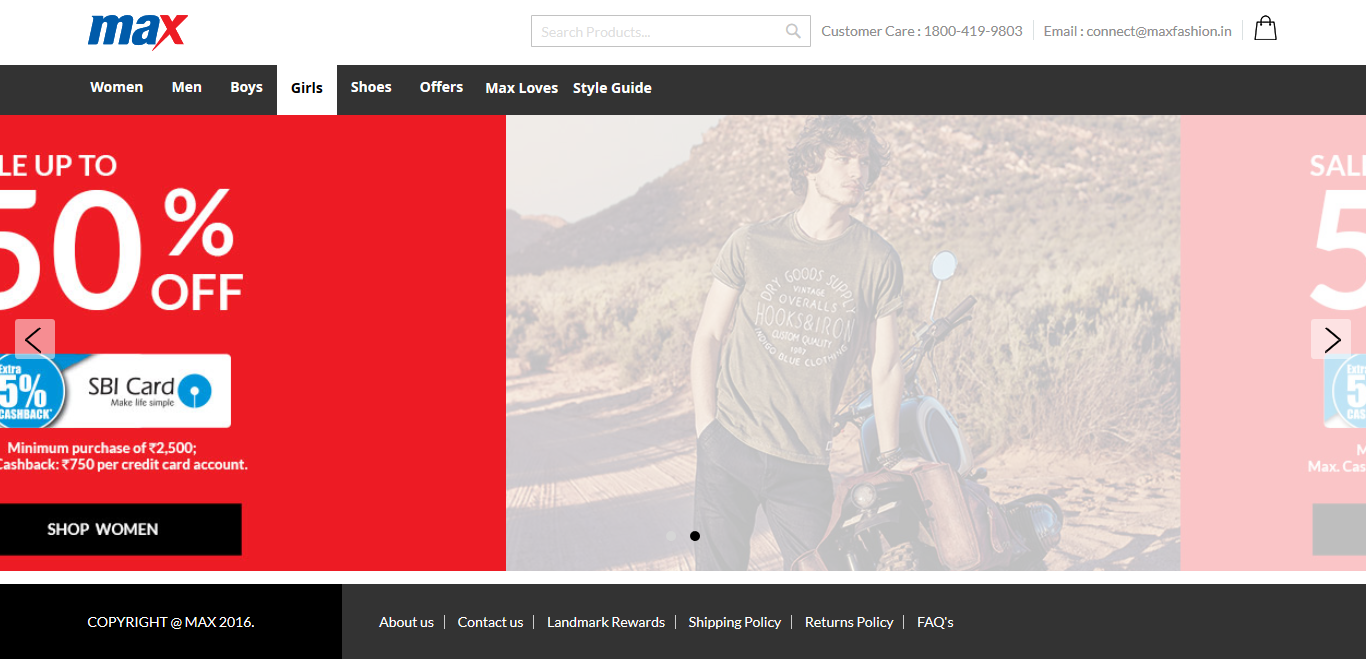 max
Search Products...
Customer Care : 1800-419-9803
Email : connect@maxfashion.in
Women Men Boys Girls Shoes Offers Max Loves Style Guide
LE UP TO
50%
OFF
Extra
5%
CASHBACK*
SBI Card
Make life simple
Minimum purchase of ₹2,500;
Cashback: ₹750 per credit card account.
SHOP WOMEN
DRY GOODS SUPPLY
VINTAGE
OVERALLS
HOOKS&IRON
CUSTOM QUALITY
1967
INDIGO BLUE CLOTHING
SAL
5
Extra
5
CAS
M
Max. Cas
COPYRIGHT @ MAX 2016.
About us Contact us Landmark Rewards Shipping Policy Returns Policy FAQ's